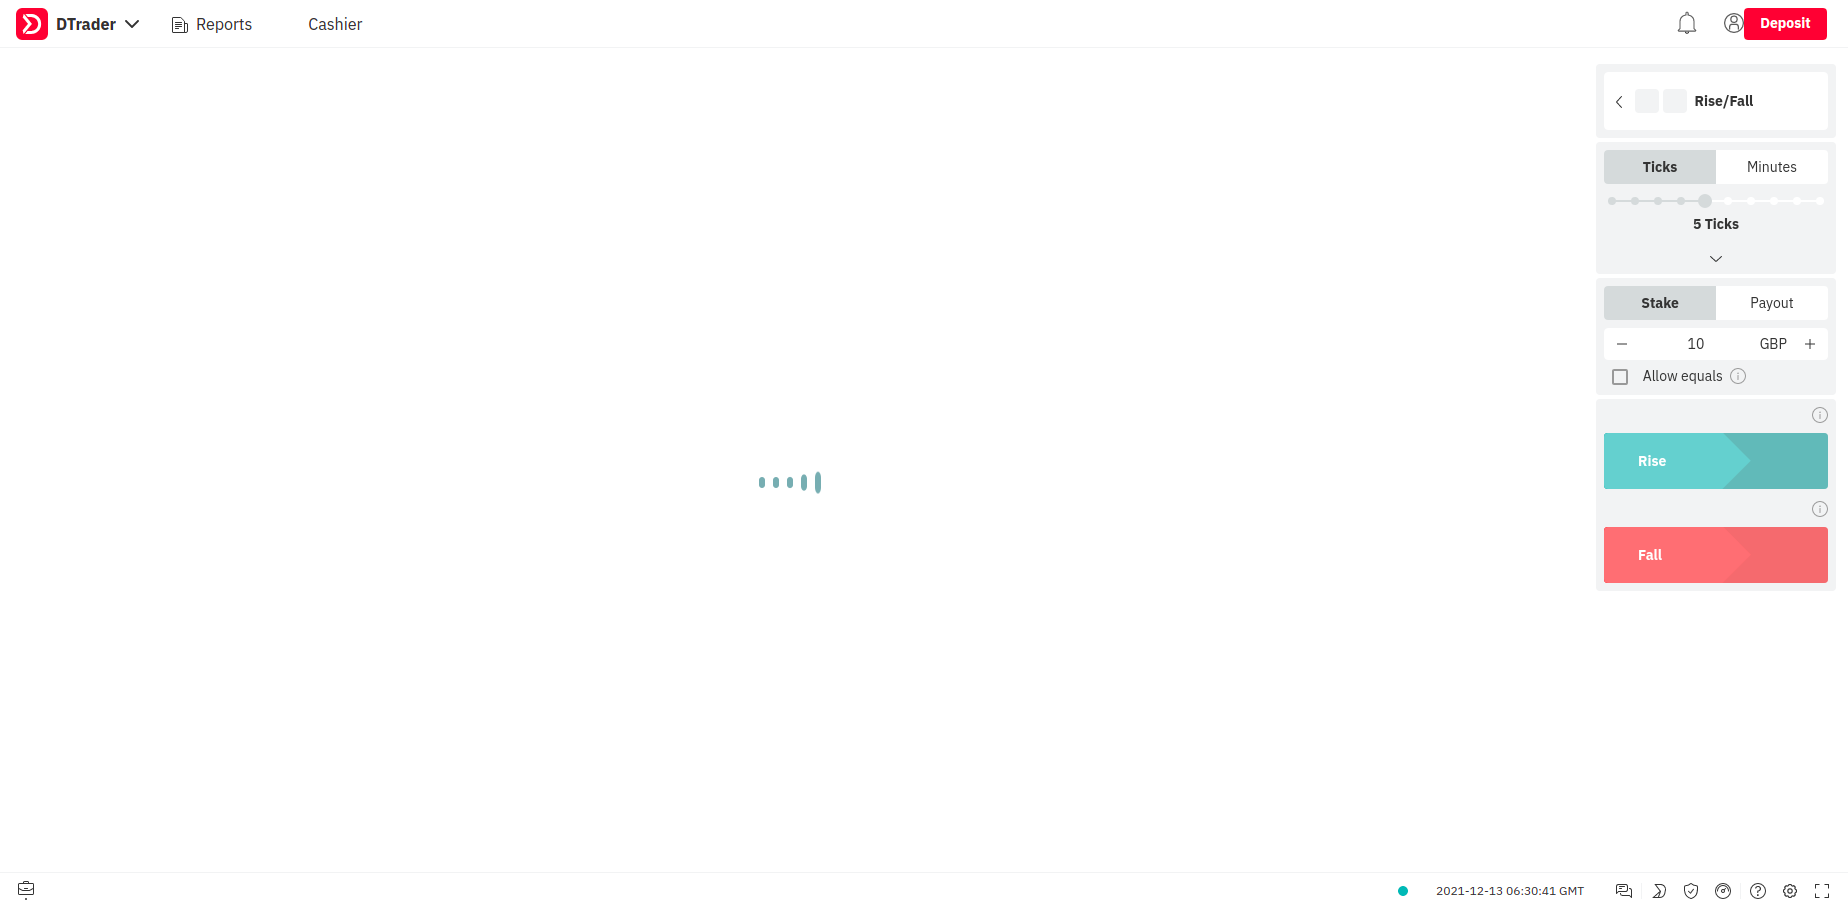 DTrader
Reports
Cashier
Deposit
Rise/Fall
Ticks
Minutes
5 Ticks
Stake
Payout
10
GBP
Allow equals
Rise
Fall
2021-12-13 06:30:41 GMT